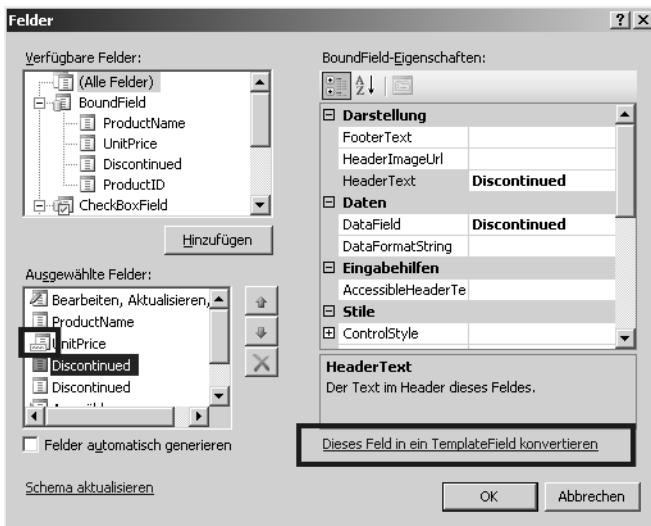 Felder
Verfügbare Felder:
(Alle Felder)
BoundField
ProductName
UnitPrice
Discontinued
ProductID
CheckBoxField
Hinzufügen
Ausgewählte Felder:
Bearbeiten, Aktualisieren,
ProductName
UnitPrice
Discontinued
Discontinued
Felder automatisch generieren
Schema aktualisieren
BoundField-Eigenschaften:
Darstellung
FooterText
HeaderImageUrl
HeaderText Discontinued
Daten
DataField Discontinued
DataFormatString
Eingabehilfen
AccessibleHeaderTe
Stile
ControlStyle
HeaderText
Der Text im Header dieses Feldes.
Dieses Feld in ein TemplateField konvertieren
OK Abbrechen